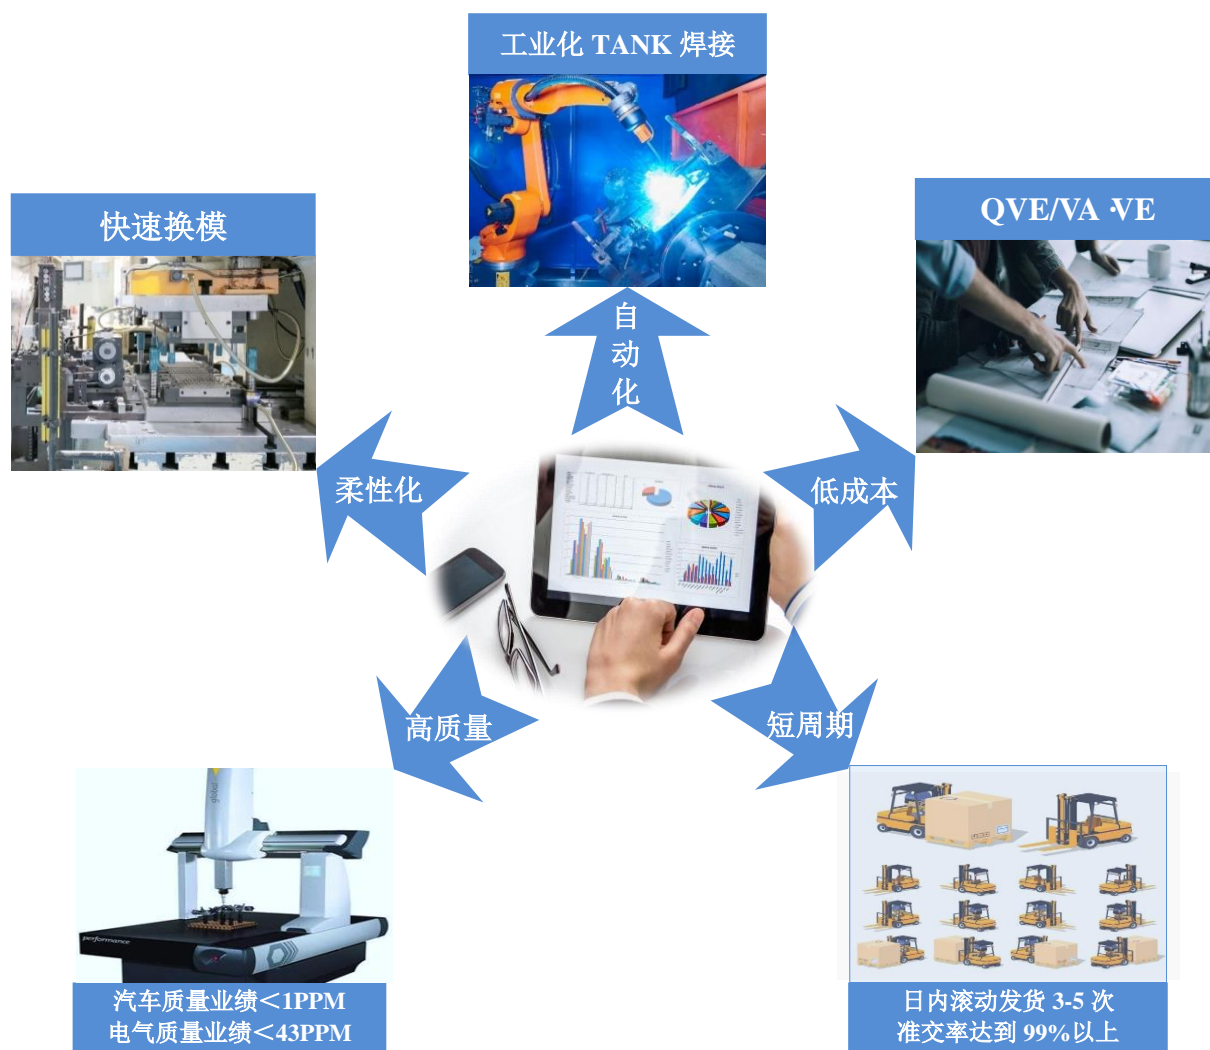 工业化 TANK 焊接
快速换模
QVE/VA·VE
自
动
化
柔性化
低成本
高质量
短周期
global
performance
汽车质量业绩＜1PPM
电气质量业绩＜43PPM
日内滚动发货 3-5 次
准交率达到 99%以上